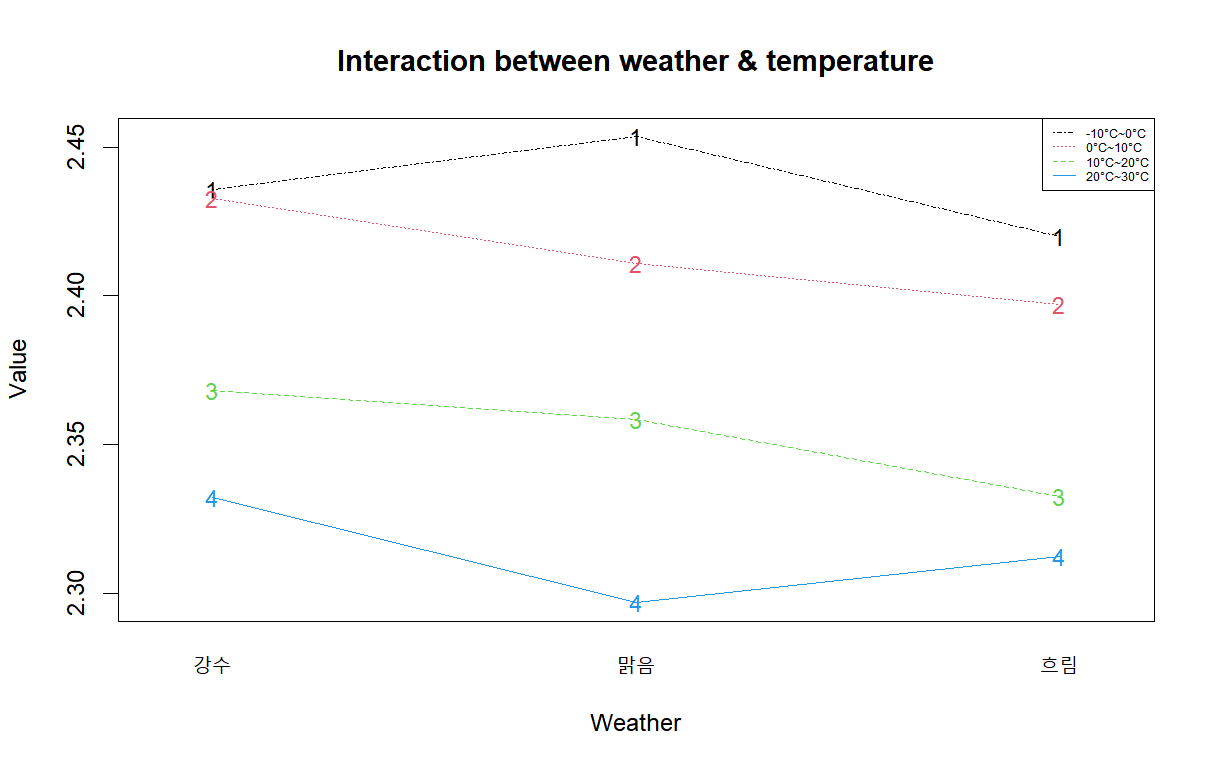 Interaction between weather & temperature
2.45
2.40
2.35
2.30
Value
1 1 1
2 2 2
3 3 3
4 4 4
-10°C~0°C
0°C~10°C
10°C~20°C
20°C~30°C
강수 맑음 흐림
Weather